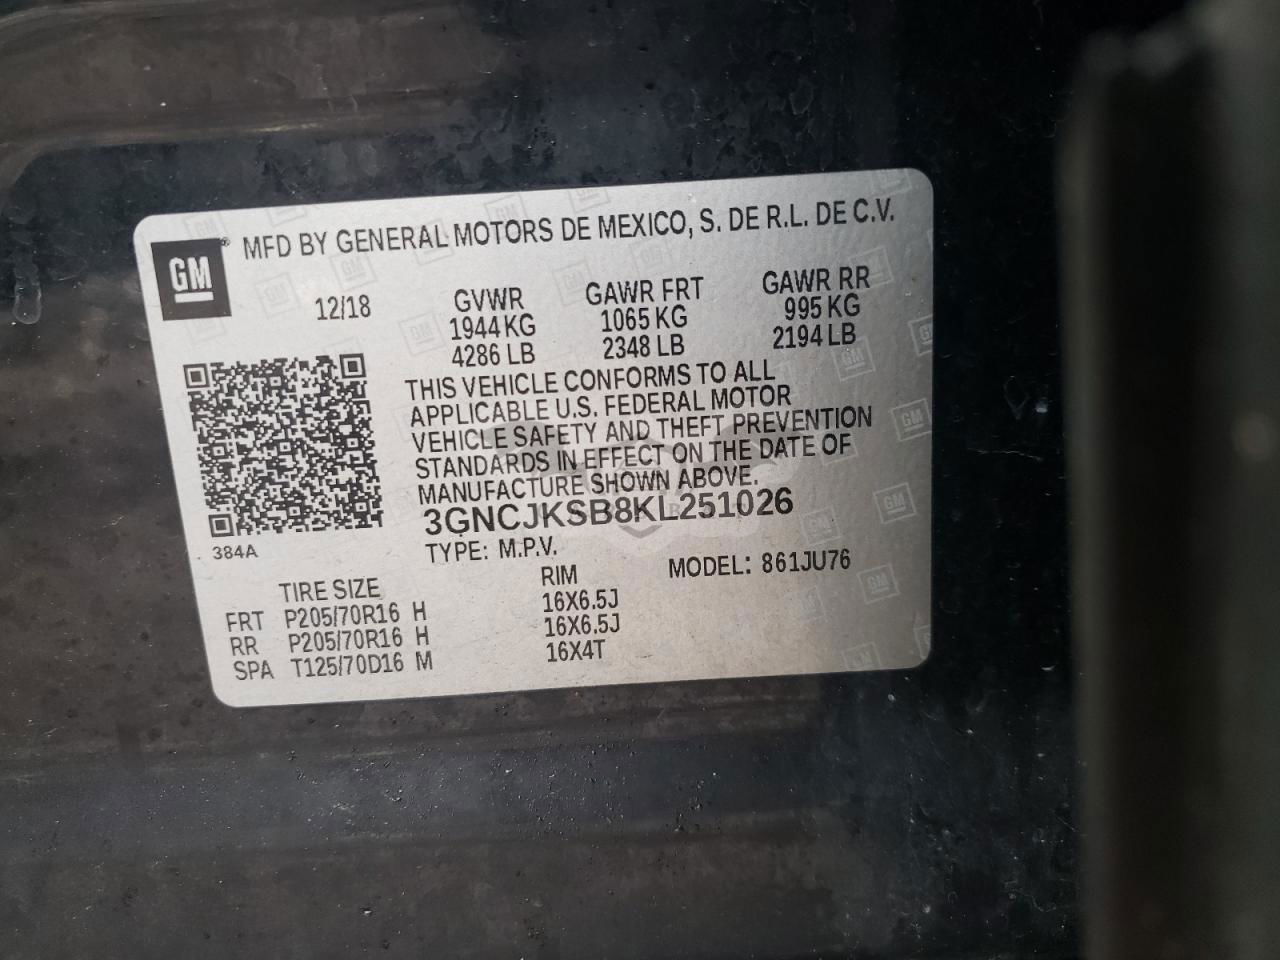 GM
MFD BY GENERAL MOTORS DE MEXICO, S. DE R.L. DE C.V.
12/18 GVWR GAWR FRT GAWR RR
1944 KG 1065 KG 995 KG
4286 LB 2348 LB 2194 LB
THIS VEHICLE CONFORMS TO ALL
APPLICABLE U.S. FEDERAL MOTOR
VEHICLE SAFETY AND THEFT PREVENTION
STANDARDS IN EFFECT ON THE DATE OF
MANUFACTURE SHOWN ABOVE.
3GNCJKSB8KL251026
384A
TYPE: M.P.V. MODEL: 861JU76
TIRE SIZE RIM
FRT P205/70R16 H 16X6.5J
RR P205/70R16 H 16X6.5J
SPA T125/70D16 M 16X4T